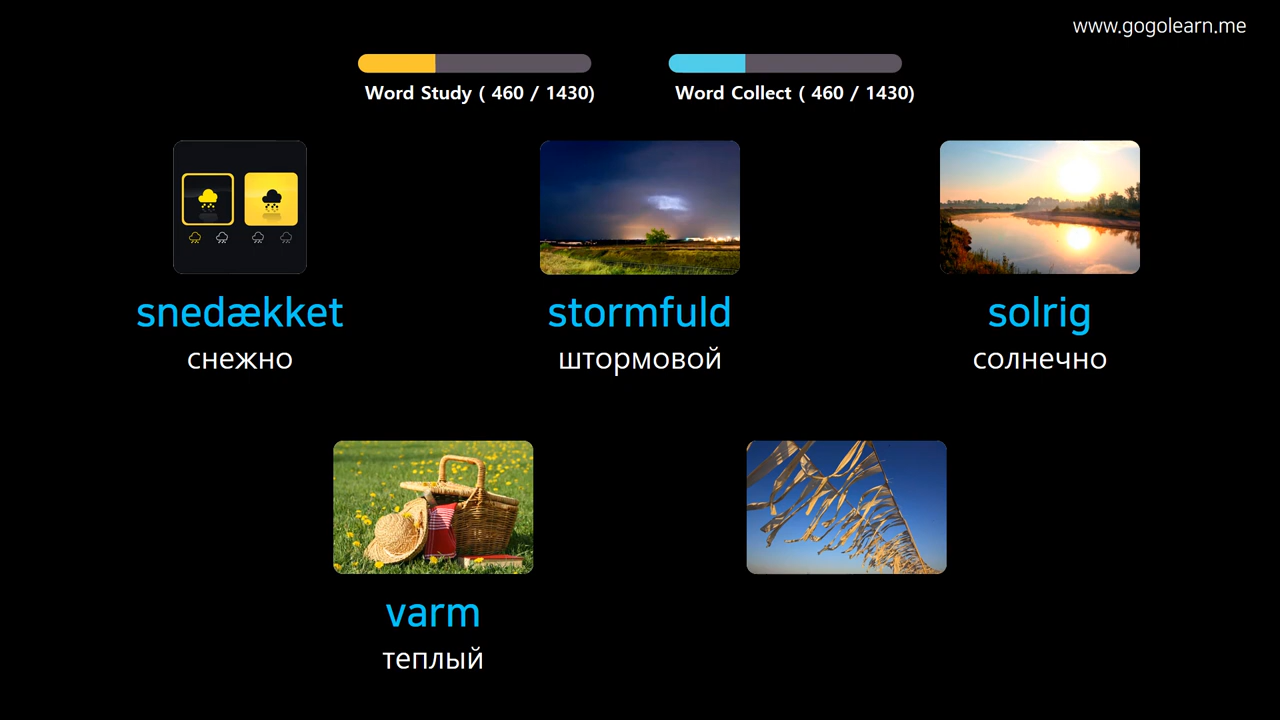 www.gogolearn.me
Word Study ( 460 / 1430)
Word Collect ( 460 / 1430)
snedækket
stormfuld
solrig
снежно
штормовой
солнечно
varm
теплый